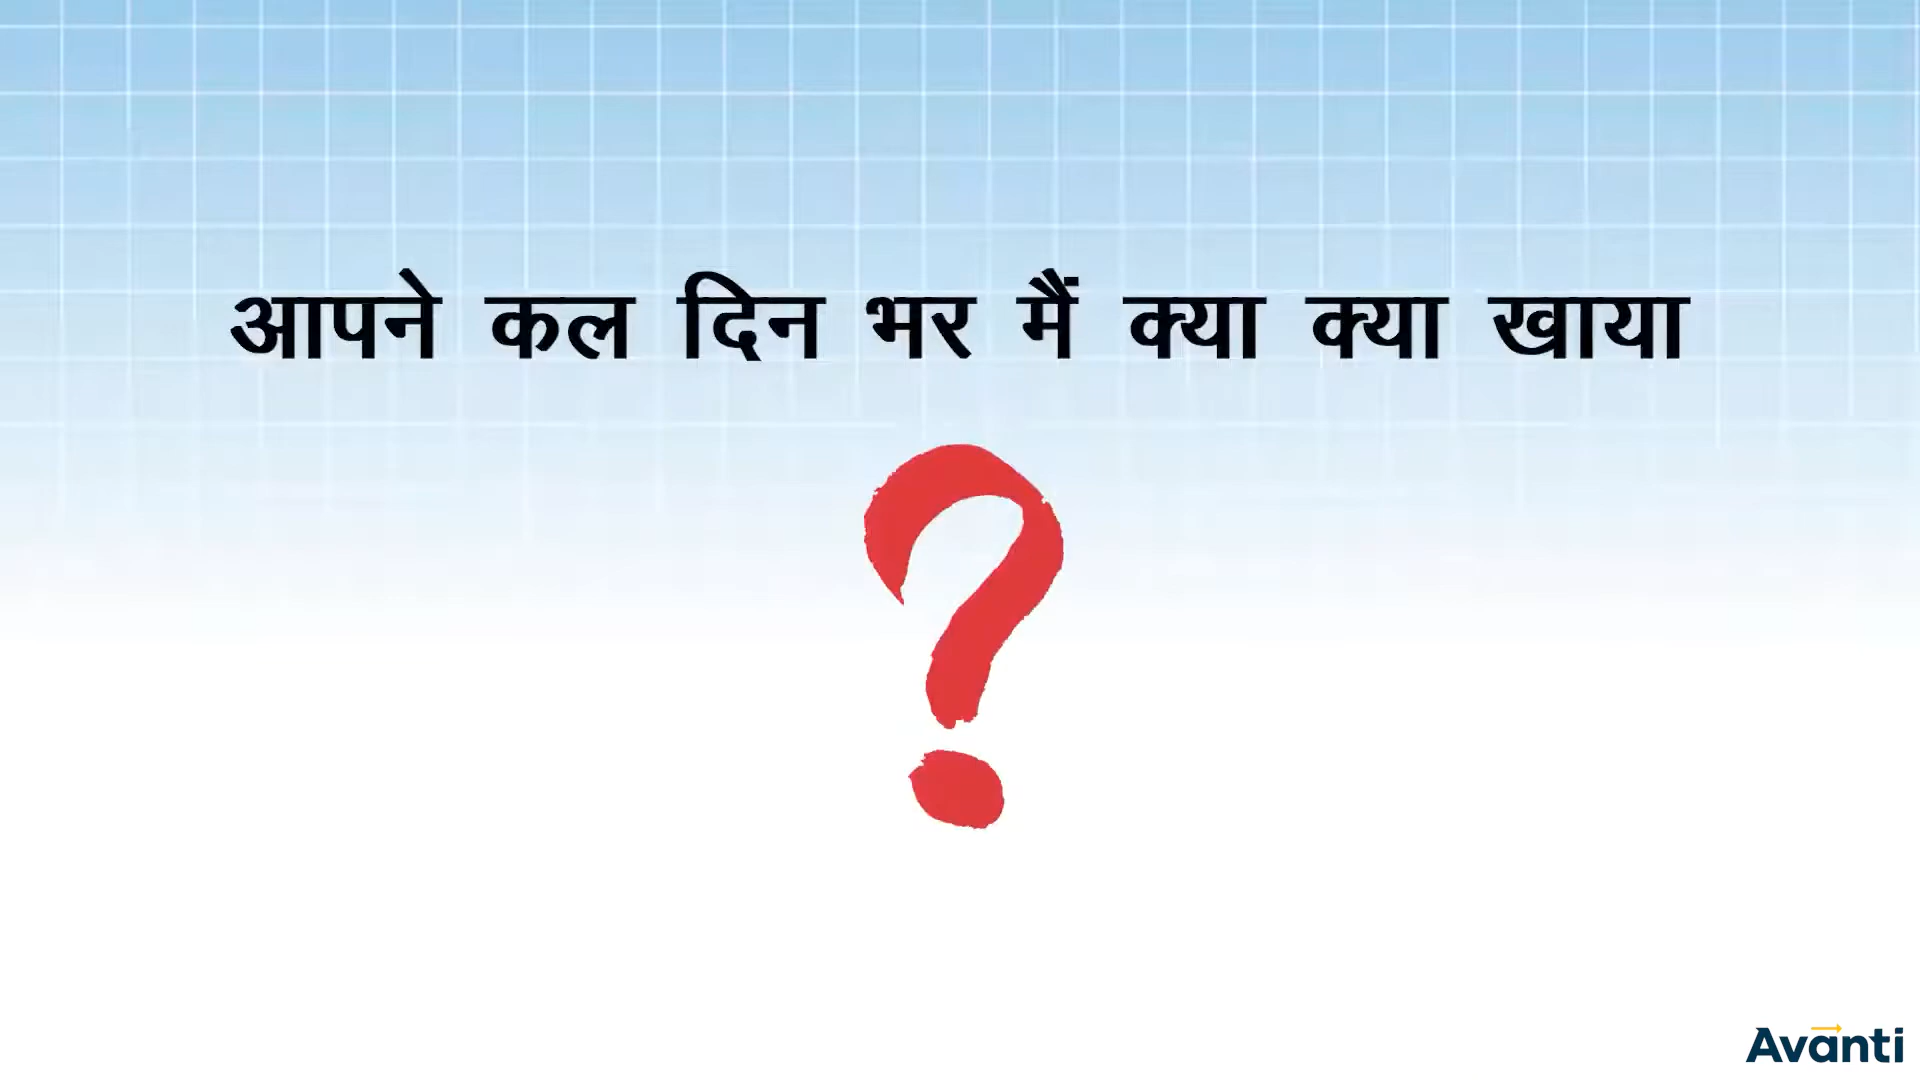 आपने कल दिन भर मैं क्या क्या खाया
?
Avanti